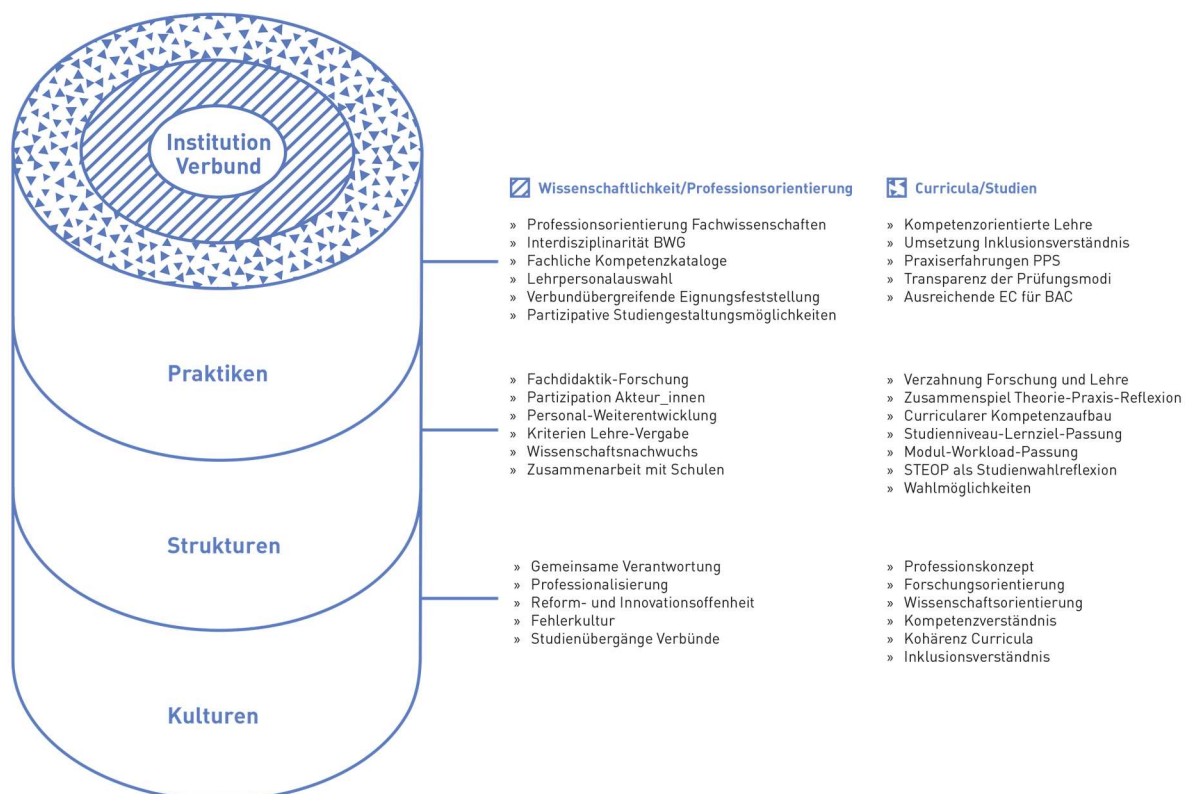 Institution
Verbund
Wissenschaftlichkeit/Professionsorientierung
» Professionsorientierung Fachwissenschaften
» Interdisziplinarität BWG
» Fachliche Kompetenzkataloge
» Lehrpersonalauswahl
» Verbundübergreifende Eignungsfeststellung
» Partizipative Studiengestaltungsmöglichkeiten
Curricula/Studien
» Kompetenzorientierte Lehre
» Umsetzung Inklusionsverständnis
» Praxiserfahrungen PPS
» Transparenz der Prüfungsmodi
» Ausreichende EC für BAC
Praktiken
» Fachdidaktik-Forschung
» Partizipation Akteur_innen
» Personal-Weiterentwicklung
» Kriterien Lehre-Vergabe
» Wissenschaftsnachwuchs
» Zusammenarbeit mit Schulen
» Verzahnung Forschung und Lehre
» Zusammenspiel Theorie-Praxis-Reflexion
» Curricularer Kompetenzaufbau
» Studienniveau-Lernziel-Passung
» Modul-Workload-Passung
» STEOP als Studienwahlreflexion
» Wahlmöglichkeiten
Strukturen
» Gemeinsame Verantwortung
» Professionalisierung
» Reform- und Innovationsoffenheit
» Fehlerkultur
» Studienübergänge Verbünde
» Professionskonzept
» Forschungsorientierung
» Wissenschaftsorientierung
» Kompetenzverständnis
» Kohärenz Curricula
» Inklusionsverständnis
Kulturen